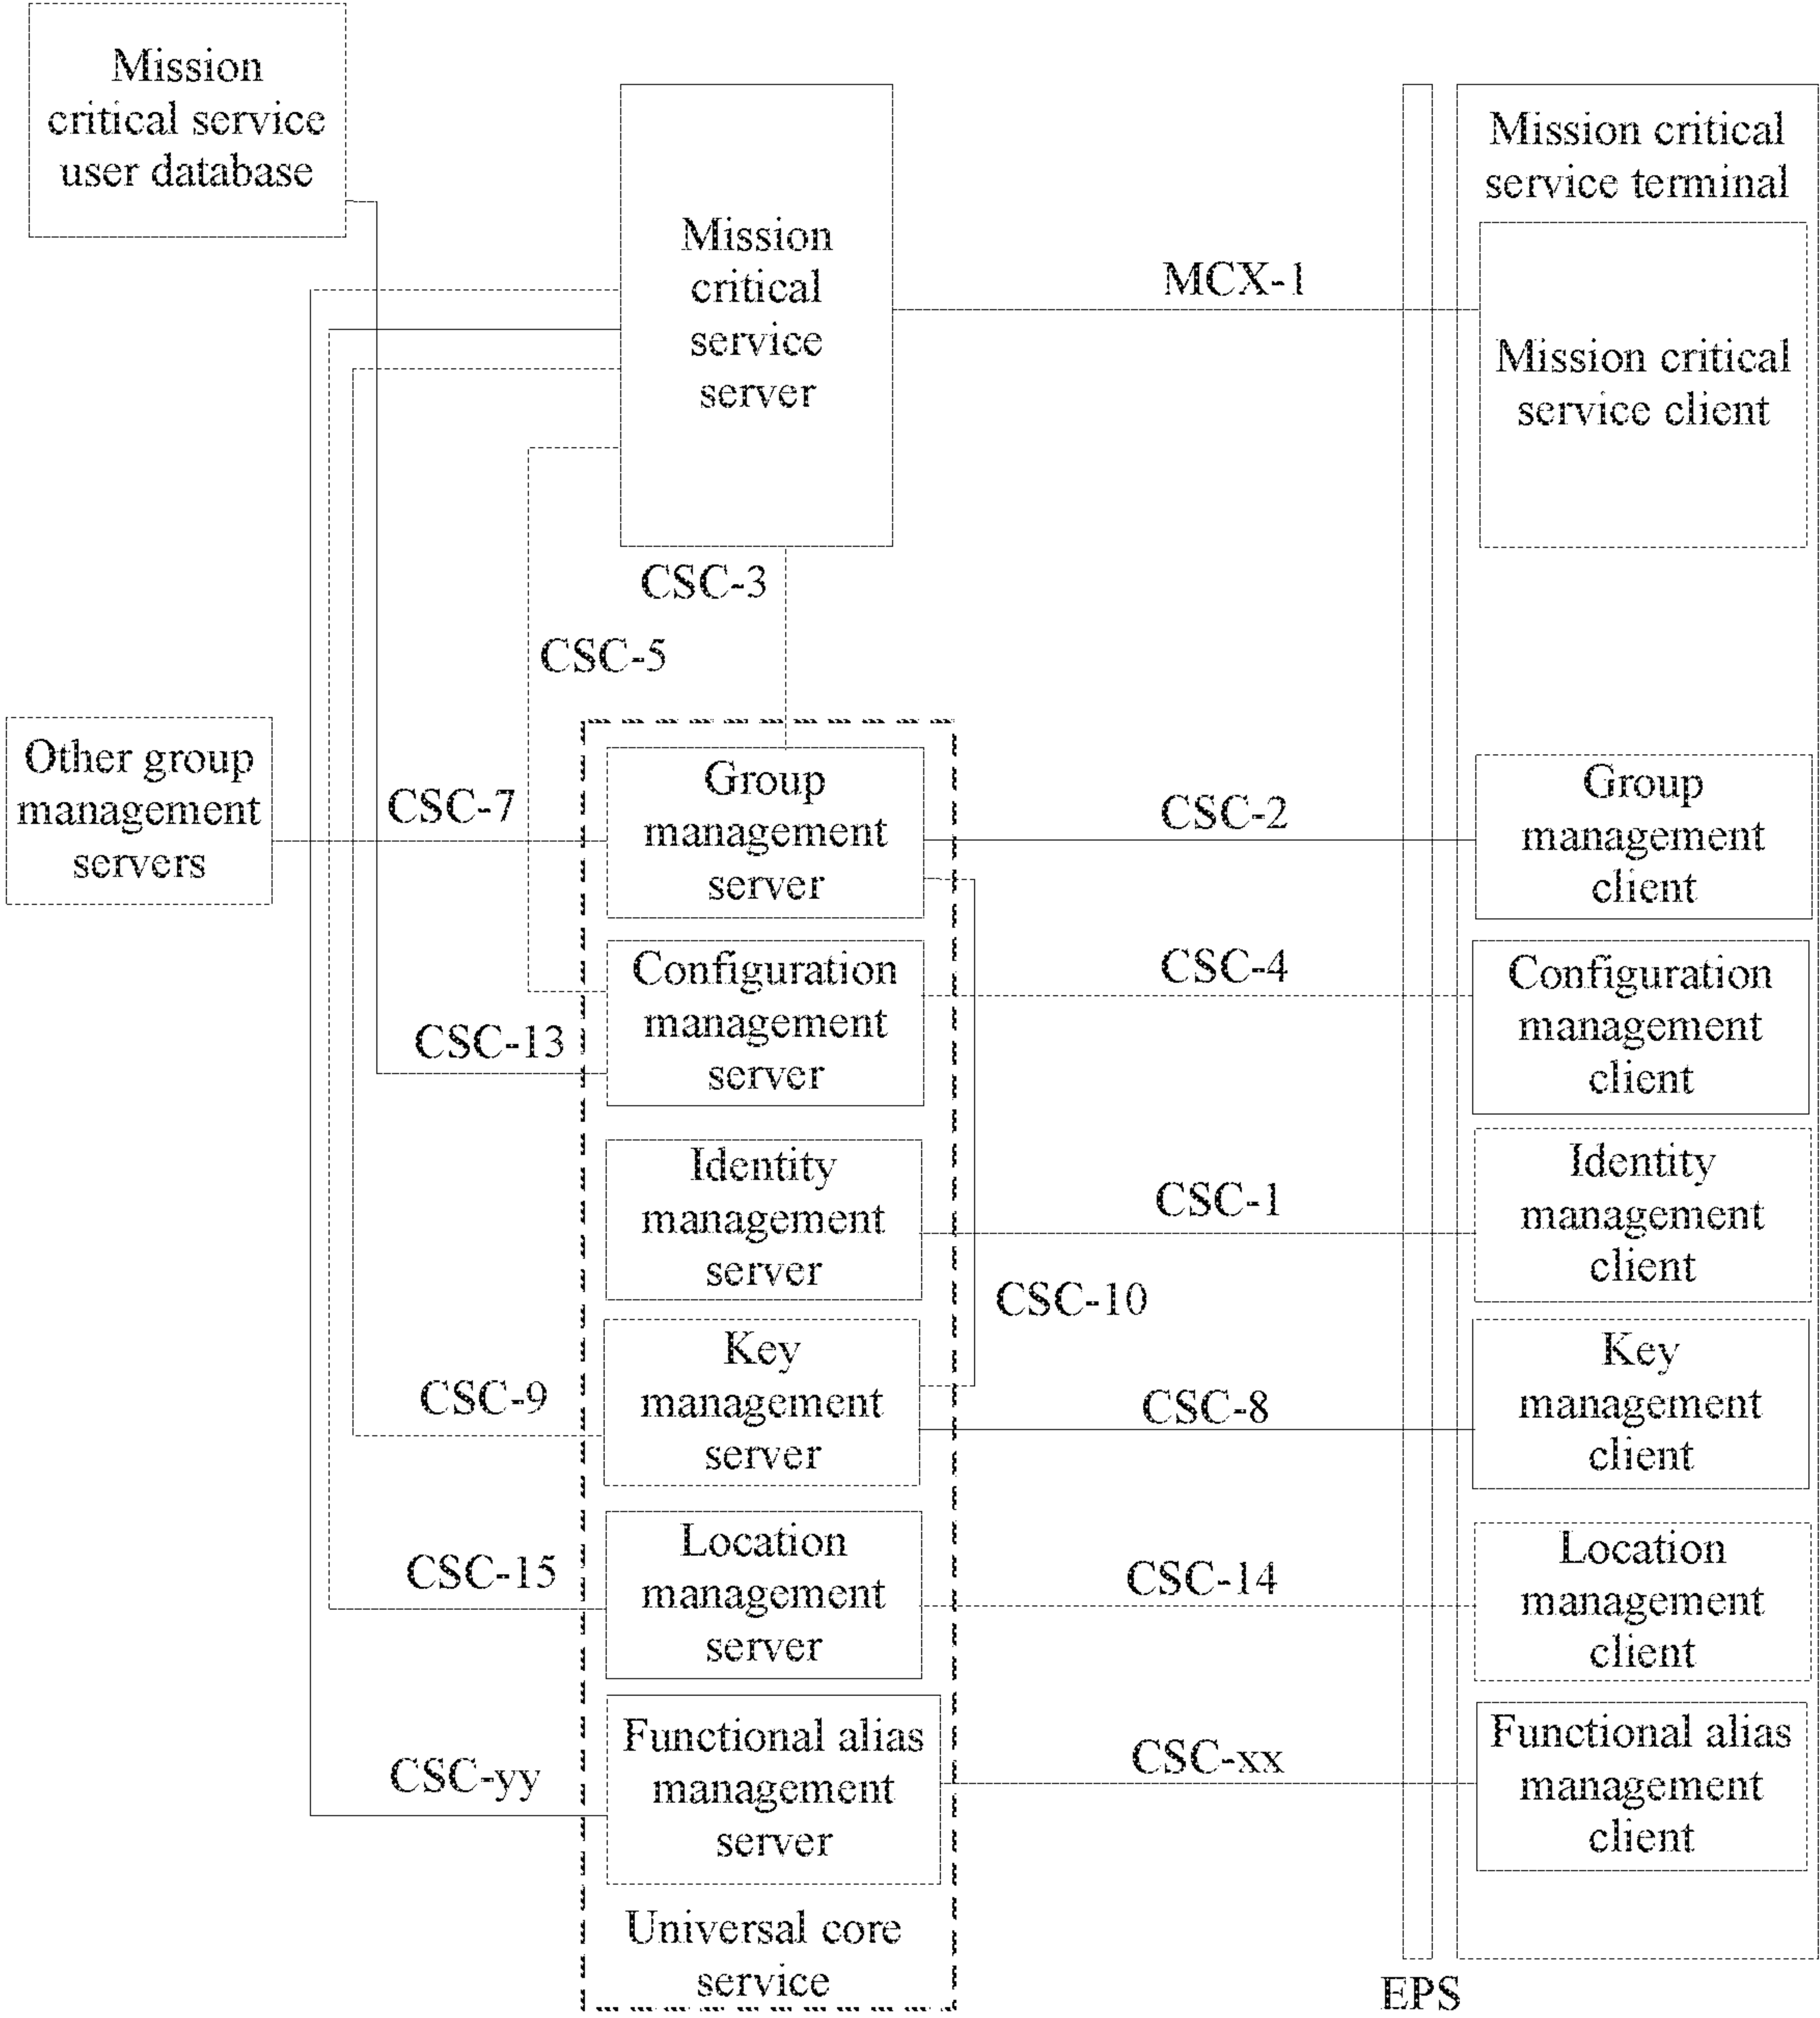 Mission
critical service
user database
Mission
critical
service
server
MCX-1
Mission critical
service terminal
Mission critical
service client
CSC-3
CSC-5
Other group
management
servers
CSC-7
Group
management
server
CSC-2
Group
management
client
CSC-13
Configuration
management
server
CSC-4
Configuration
management
client
Identity
management
server
CSC-1
Identity
management
client
CSC-10
CSC-9
Key
management
server
CSC-8
Key
management
client
CSC-15
Location
management
server
CSC-14
Location
management
client
CSC-yy
Functional alias
management
server
CSC-xx
Functional alias
management
client
Universal core
service
EPS